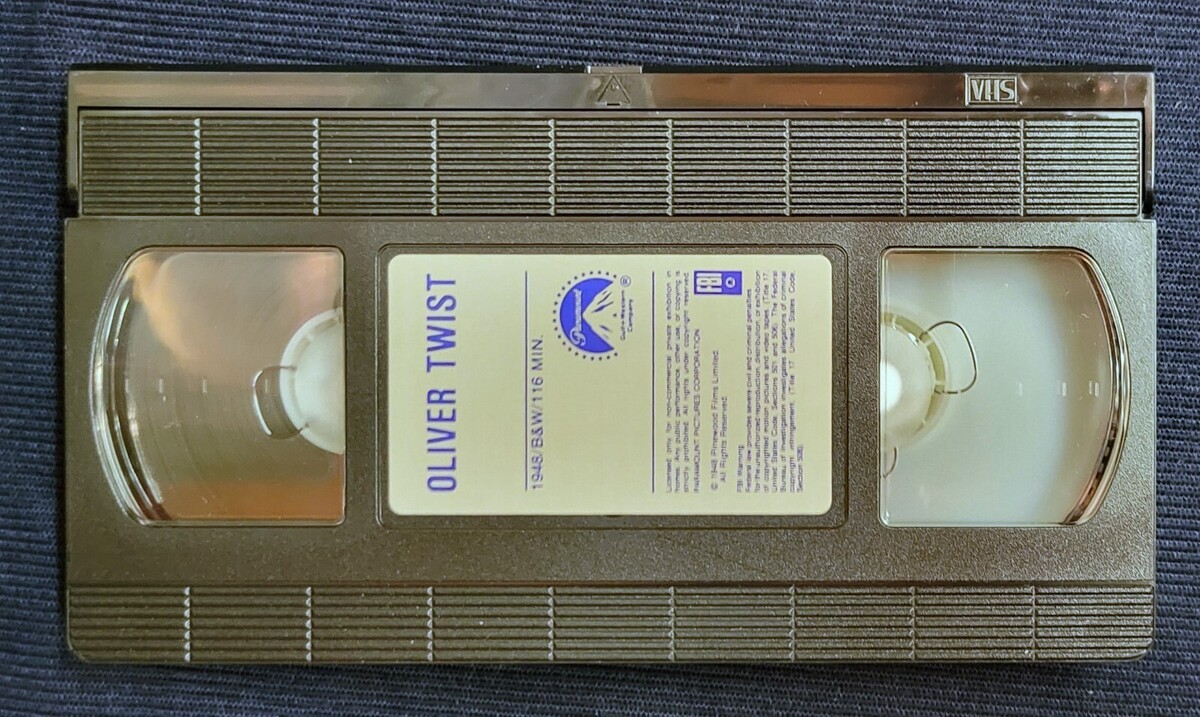 VHS
OLIVER TWIST
1948/B&W/116 MIN.
Paramount
®
Gulf+Western
Company
Licensed only for non-commercial private exhibition in
homes. Any public performance, other use, or copying is
strictly prohibited. All rights under copyright reserved.
PARAMOUNT PICTURES CORPORATION
© 1948 Pinewood Films Limited.
All Rights Reserved.
FBI
FBI Warning
Federal law provides severe civil and criminal penalties
for the unauthorized reproduction, distribution, or exhibition
of copyrighted motion pictures and video tapes. (Title 17,
United States Code, Sections 501 and 506). The Federal
Bureau of Investigation investigates allegations of criminal
copyright infringement. (Title 17, United States Code,
Section 506).